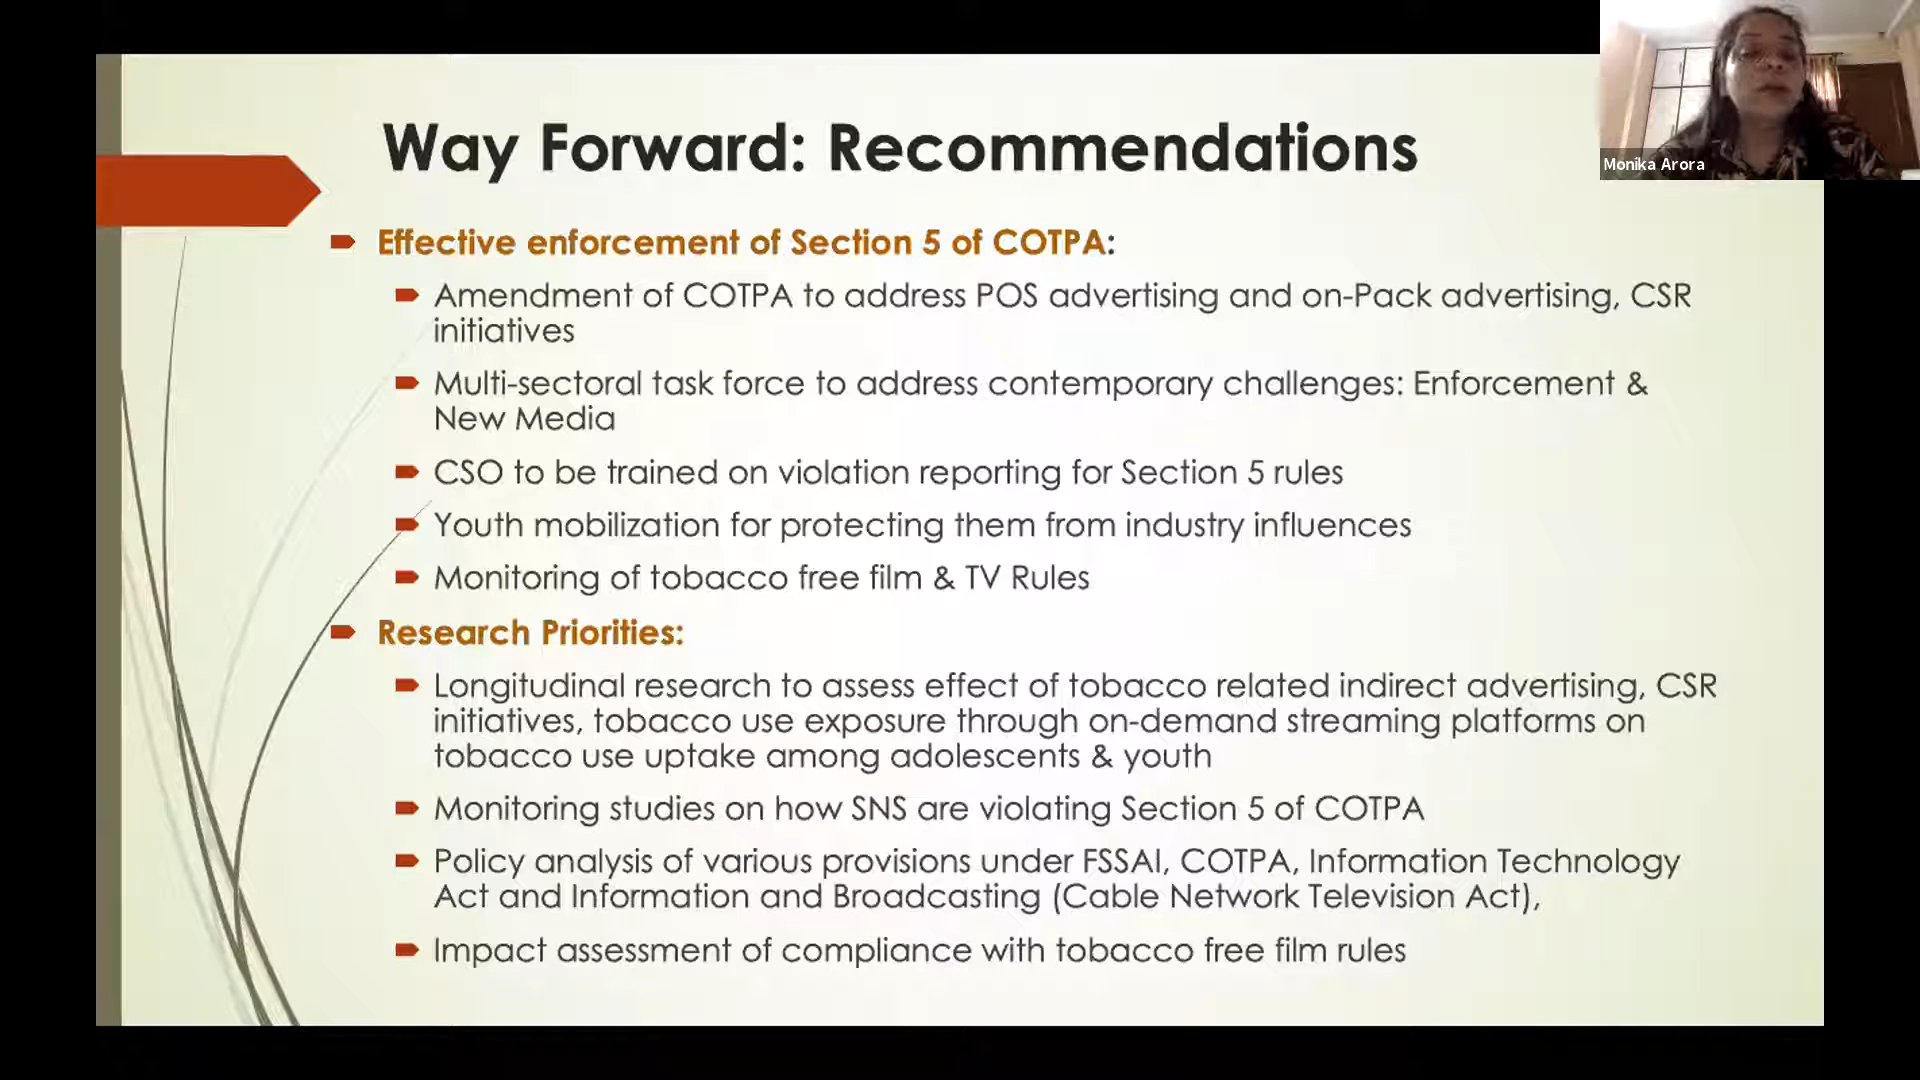 Way Forward: Recommendations
Monika Arora
Effective enforcement of Section 5 of COTPA:
Amendment of COTPA to address POS advertising and on-Pack advertising, CSR
initiatives
Multi-sectoral task force to address contemporary challenges: Enforcement &
New Media
CSO to be trained on violation reporting for Section 5 rules
Youth mobilization for protecting them from industry influences
Monitoring of tobacco free film & TV Rules
Research Priorities:
Longitudinal research to assess effect of tobacco related indirect advertising, CSR
initiatives, tobacco use exposure through on-demand streaming platforms on
tobacco use uptake among adolescents & youth
Monitoring studies on how SNS are violating Section 5 of COTPA
Policy analysis of various provisions under FSSAI, COTPA, Information Technology
Act and Information and Broadcasting (Cable Network Television Act),
Impact assessment of compliance with tobacco free film rules